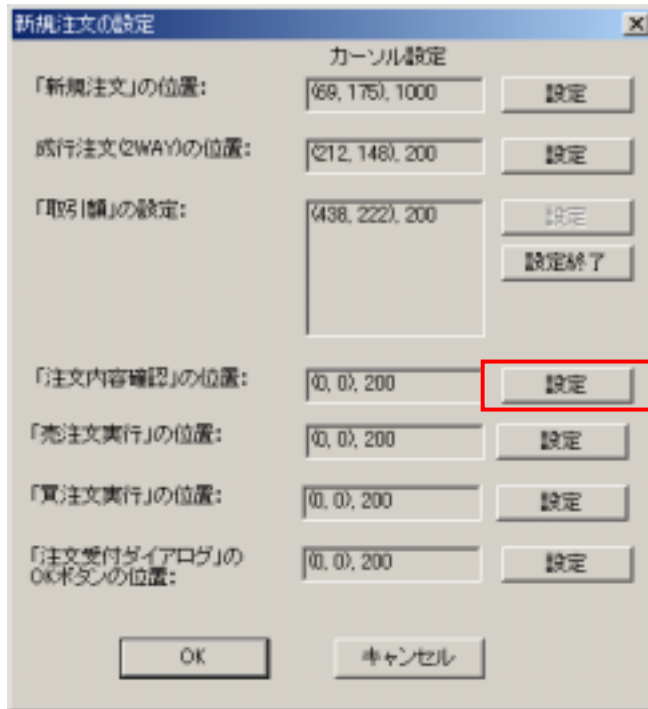 新規注文の設定
カーソル設定
「新規注文」の位置: (69, 175), 1000 設定
成行注文(2WAY)の位置: (212, 148), 200 設定
「取引額」の設定: (438, 222), 200 設定
設定終了
「注文内容確認」の位置: (0, 0), 200 設定
「売注文実行」の位置: (0, 0), 200 設定
「買注文実行」の位置: (0, 0), 200 設定
「注文受付ダイアログ」の
OKボタンの位置: (0, 0), 200 設定
OK キャンセル